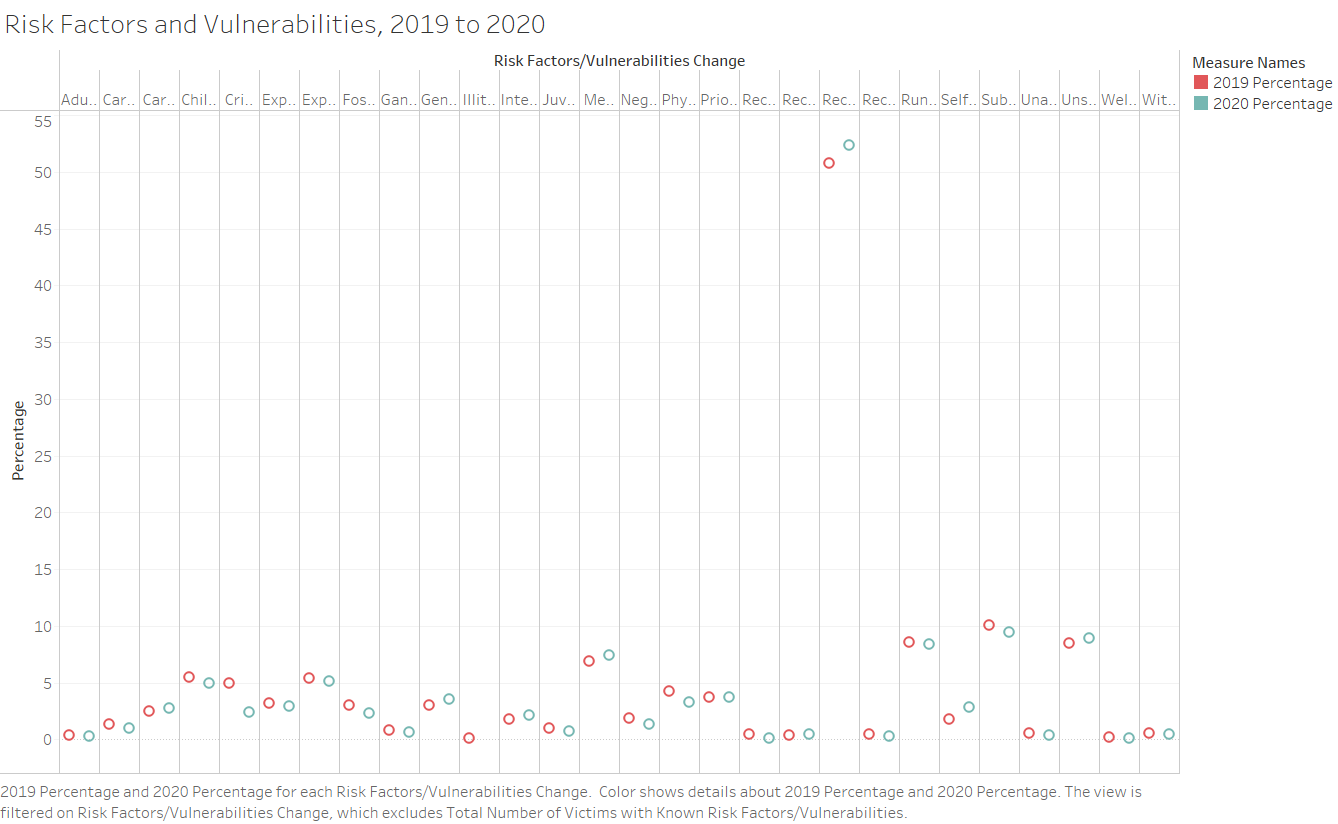 Risk Factors and Vulnerabilities, 2019 to 2020
Risk Factors/Vulnerabilities Change
Measure Names
2019 Percentage
2020 Percentage
Adu.. Car.. Car.. Chil.. Cri.. Exp.. Exp.. Fos.. Gan.. Gen.. Illit.. Inte.. Juv.. Me.. Neg.. Phy.. Prio.. Rec.. Rec.. Rec.. Rec.. Run.. Self.. Sub.. Una.. Uns.. Wel.. Wit..
55
50
45
40
35
30
25
20
15
10
5
0
Percentage
2019 Percentage and 2020 Percentage for each Risk Factors/Vulnerabilities Change.  Color shows details about 2019 Percentage and 2020 Percentage. The view is
filtered on Risk Factors/Vulnerabilities Change, which excludes Total Number of Victims with Known Risk Factors/Vulnerabilities.